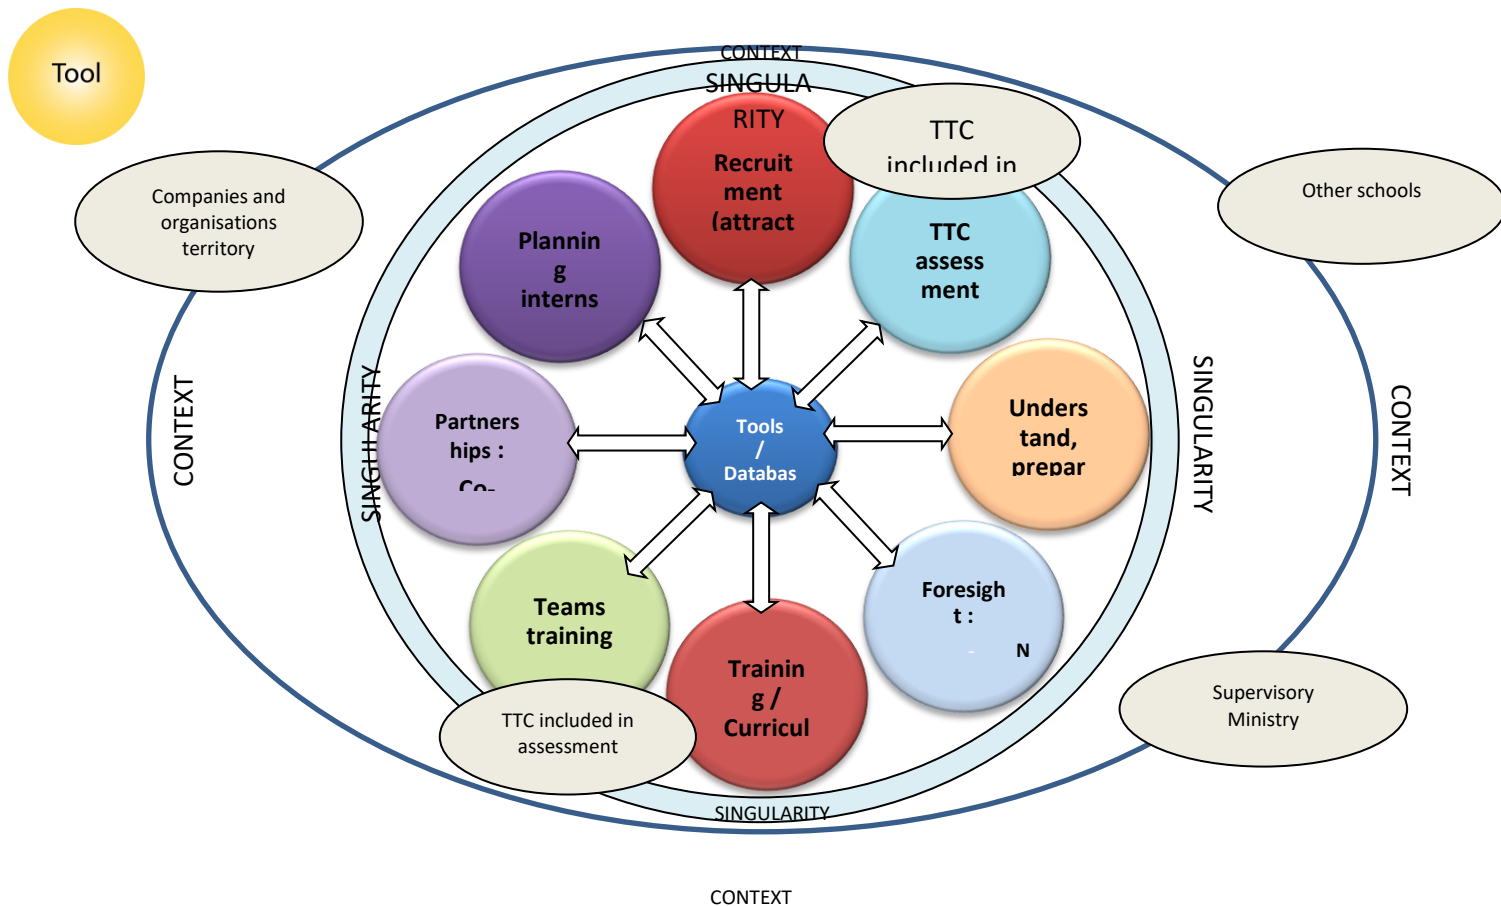 Tool
CONTEXT
SINGULA
RITY
TTC
included in
Recruit
ment
(attract
Companies and
organisations
territory
Other schools
Plannin
g
interns
TTC
assess
ment
CONTEXT
SINGULARITY
Partners
hips :
Co-
Tools
/
Databas
Unders
tand,
prepar
SINGULARITY
CONTEXT
Teams
training
Foresigh
t :
- N
Trainin
g /
Curricul
TTC included in
assessment
Supervisory
Ministry
SINGULARITY
CONTEXT